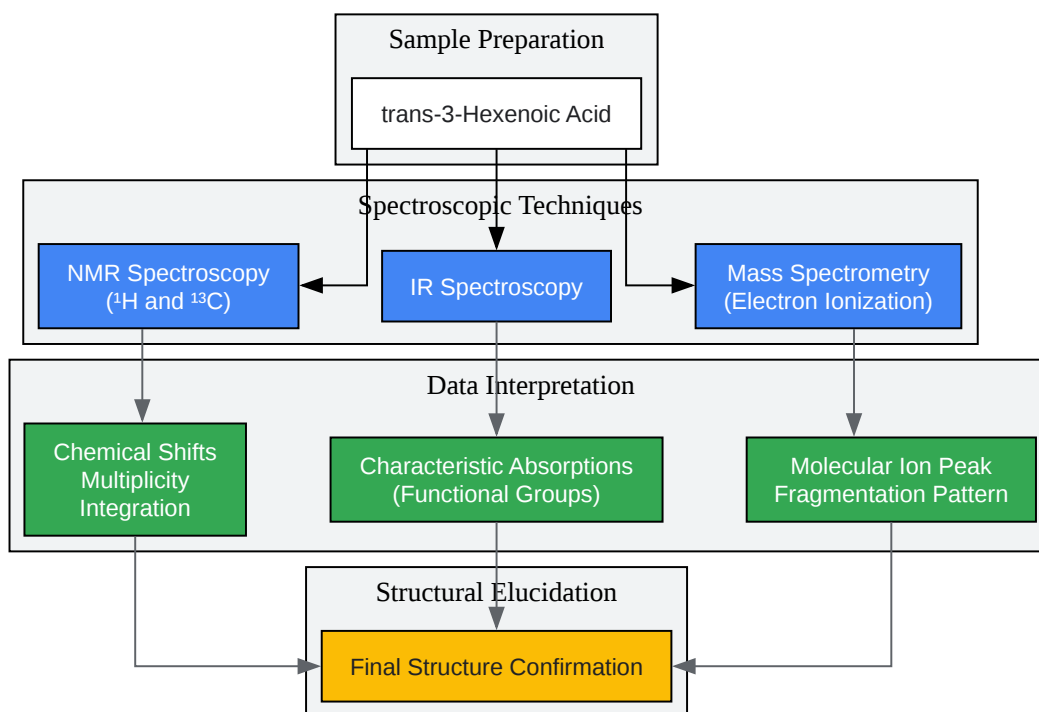 Sample Preparation
trans-3-Hexenoic Acid
Spectroscopic Techniques
NMR Spectroscopy
(¹H and ¹³C)
IR Spectroscopy
Mass Spectrometry
(Electron Ionization)
Data Interpretation
Chemical Shifts
Multiplicity
Integration
Characteristic Absorptions
(Functional Groups)
Molecular Ion Peak
Fragmentation Pattern
Structural Elucidation
Final Structure Confirmation